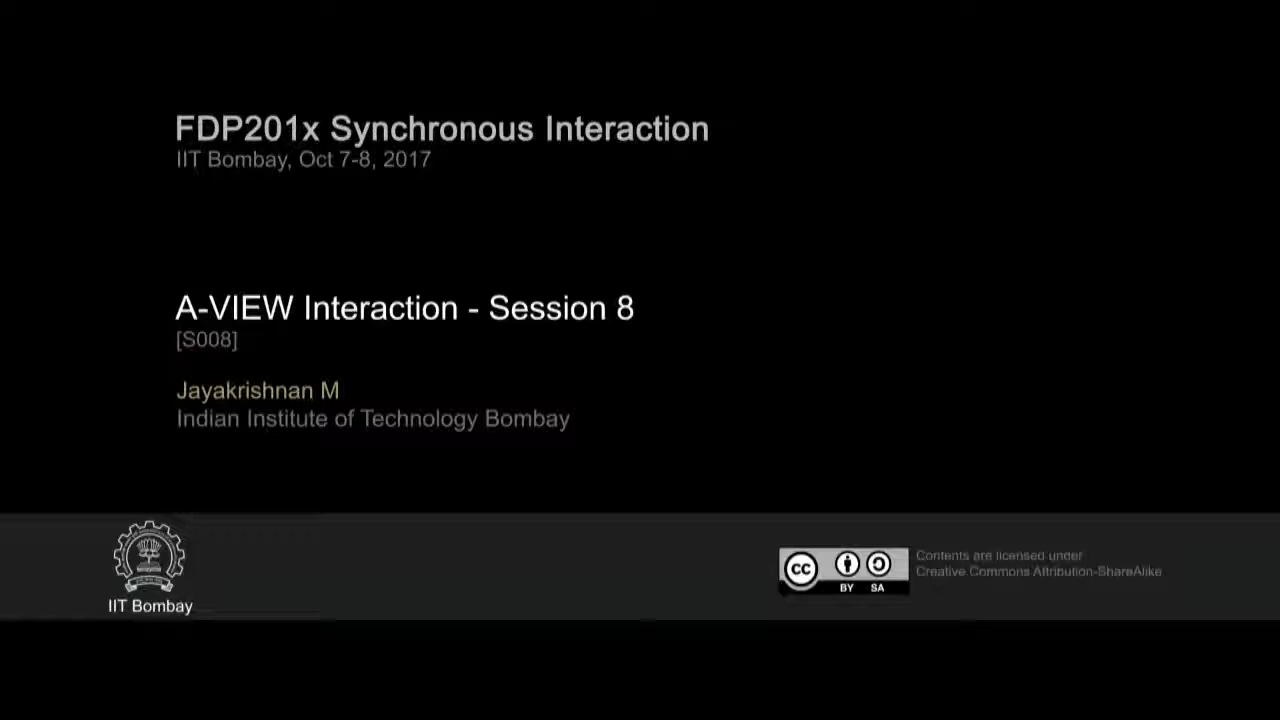 FDP201x Synchronous Interaction
IIT Bombay, Oct 7-8, 2017
A-VIEW Interaction - Session 8
[S008]
Jayakrishnan M
Indian Institute of Technology Bombay
IIT Bombay
CC BY SA
Contents are licensed under
Creative Commons Attribution-ShareAlike